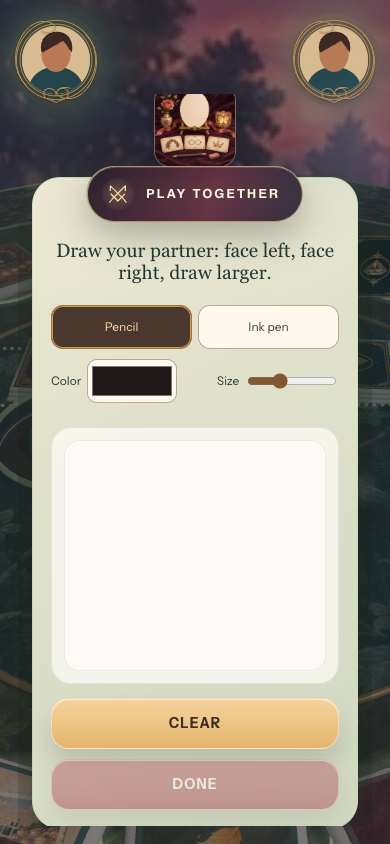 PLAY TOGETHER
Draw your partner: face left, face
right, draw larger.
Pencil
Ink pen
Color
Size
CLEAR
DONE